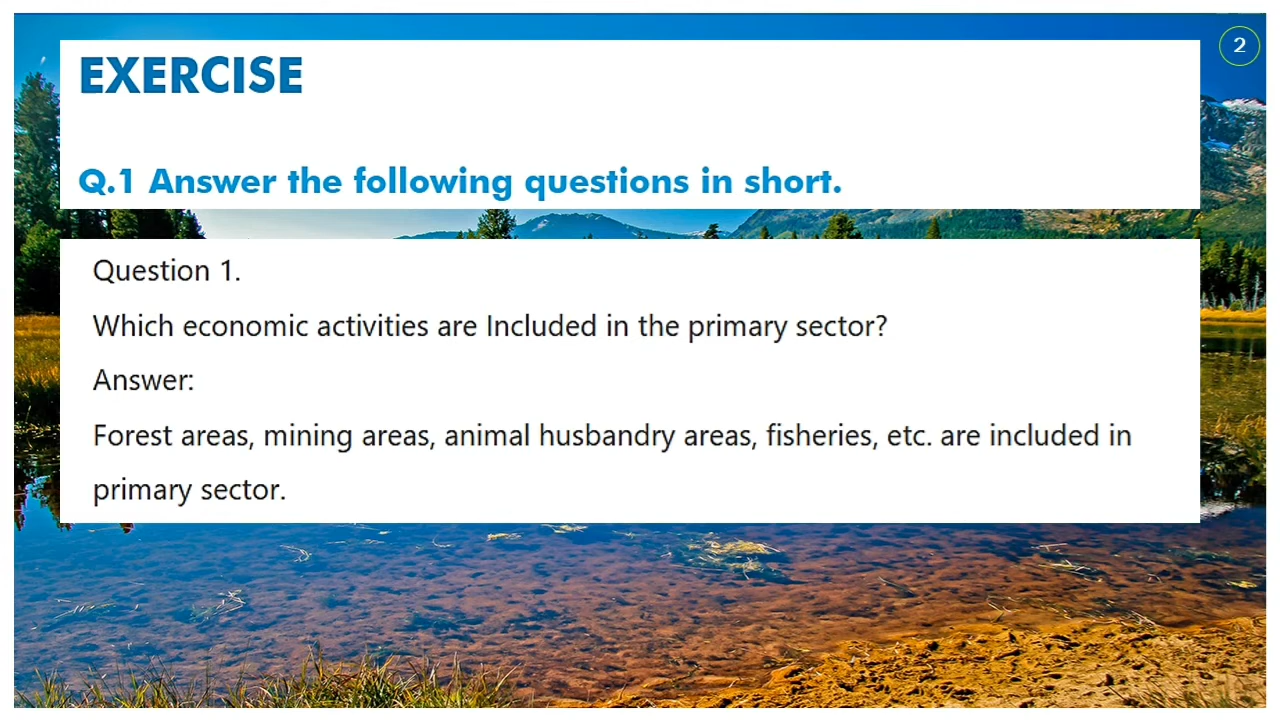 2
EXERCISE
Q.1 Answer the following questions in short.
Question 1.
Which economic activities are Included in the primary sector?
Answer:
Forest areas, mining areas, animal husbandry areas, fisheries, etc. are included in
primary sector.